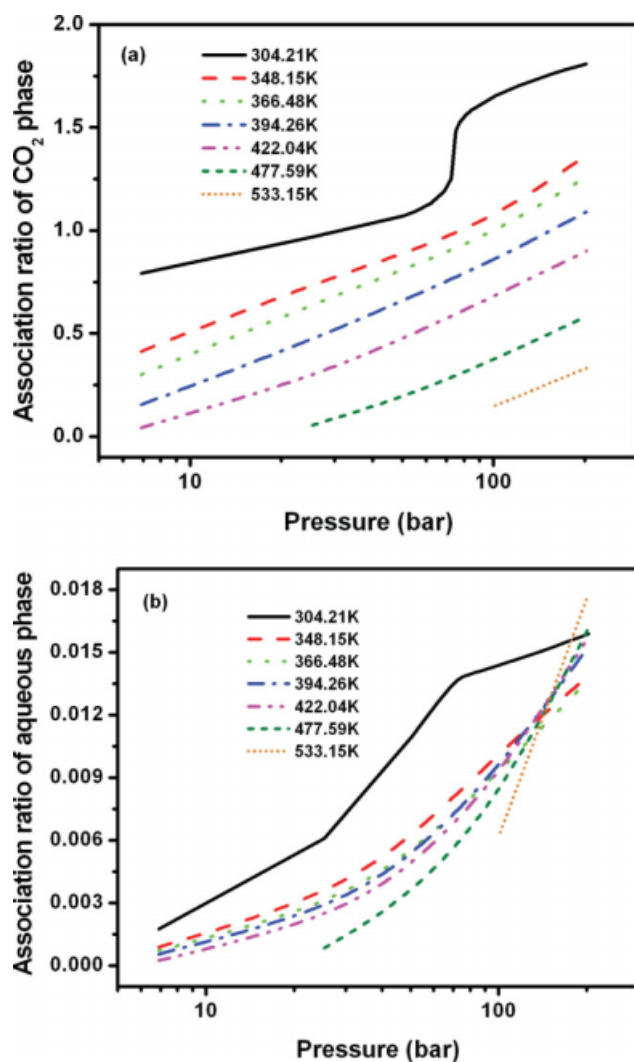 (a)
304.21K
348.15K
366.48K
394.26K
422.04K
477.59K
533.15K
2.0
1.5
1.0
0.5
0.0
Association ratio of CO₂ phase
10
100
Pressure (bar)
(b)
304.21K
348.15K
366.48K
394.26K
422.04K
477.59K
533.15K
0.018
0.015
0.012
0.009
0.006
0.003
0.000
Association ratio of aqueous phase
10
100
Pressure (bar)